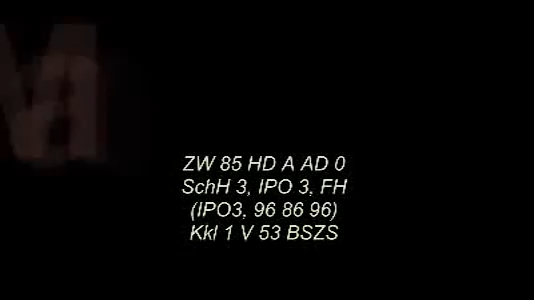 ZW 85 HD A AD 0
SchH 3, IPO 3, FH
(IPO3, 96 86 96)
Kkl 1 V 53 BSZS